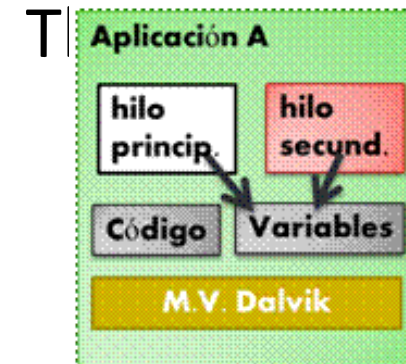 T
Aplicación A
hilo
princip.
hilo
secund.
Código
Variables
M.V. Dalvik